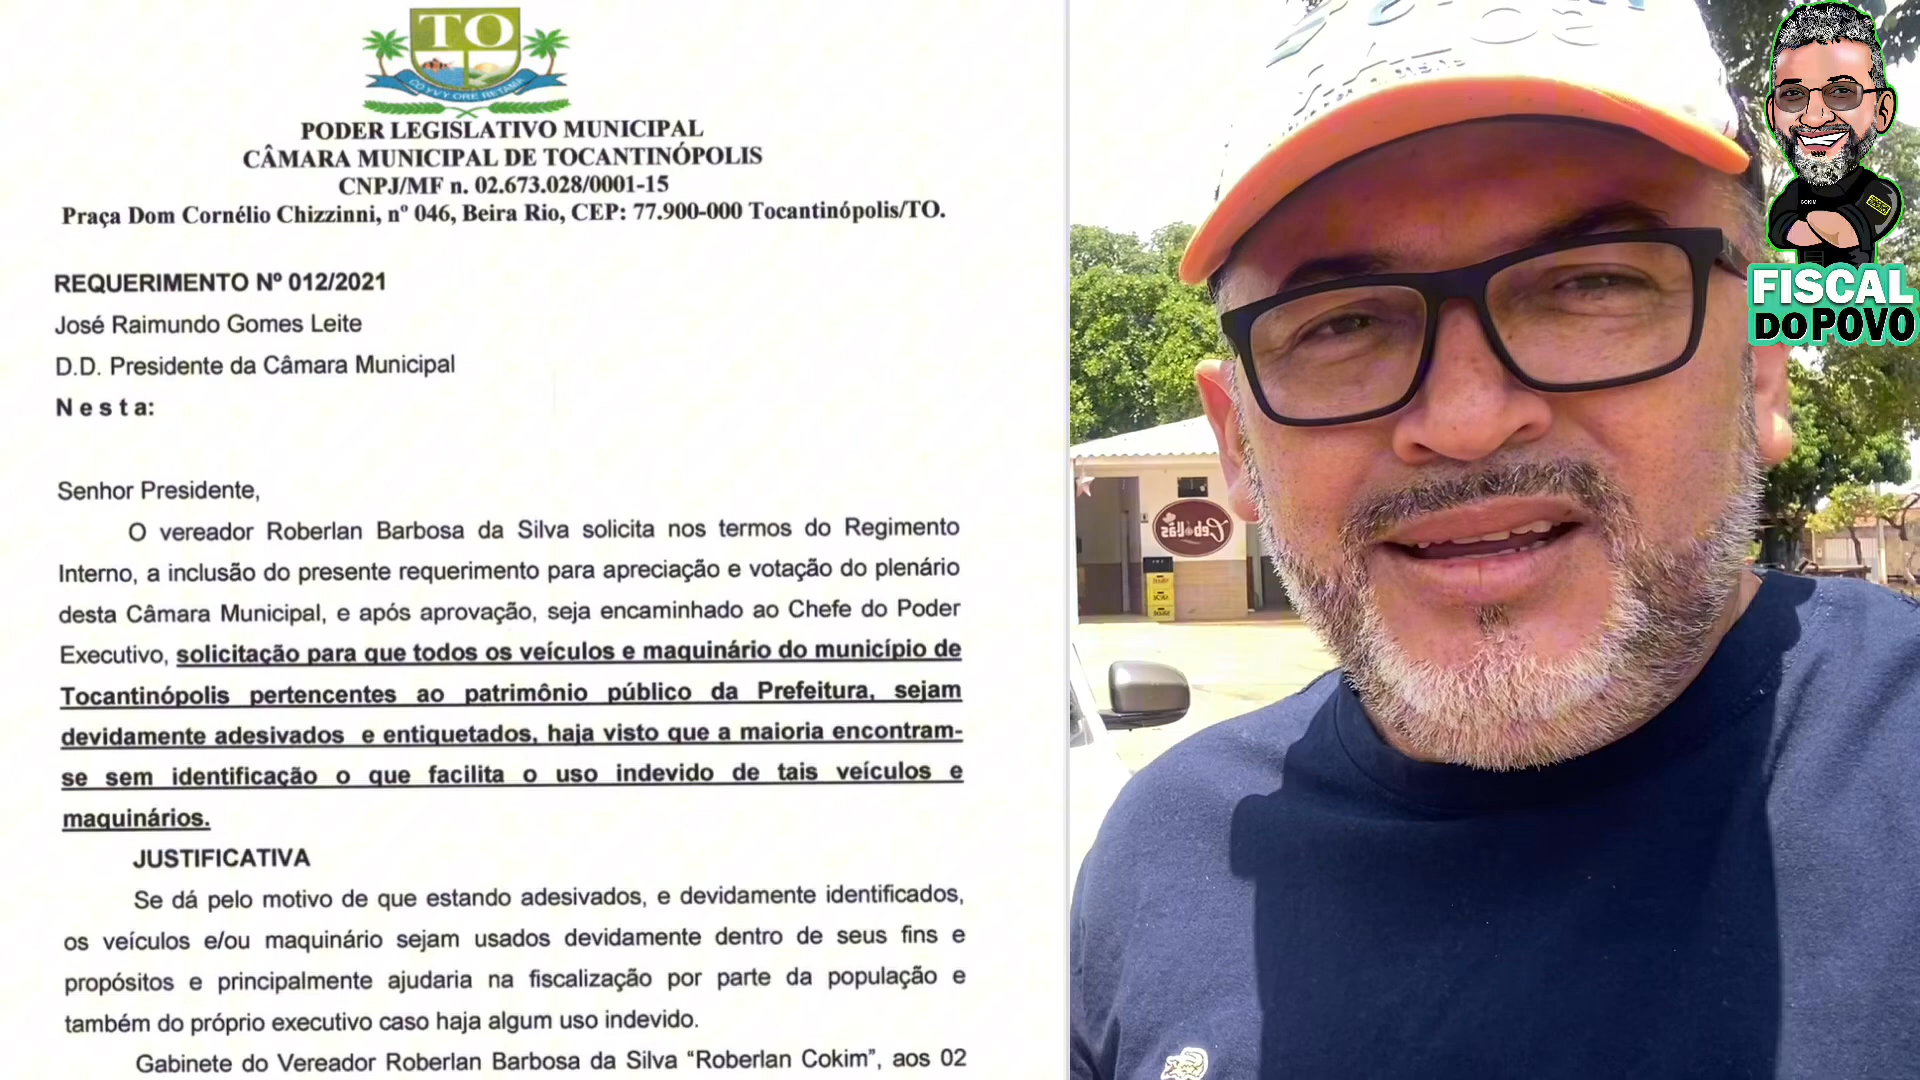 TO
CO YVY ORE RETAMA
PODER LEGISLATIVO MUNICIPAL
CÂMARA MUNICIPAL DE TOCANTINÓPOLIS
CNPJ/MF n. 02.673.028/0001-15
Praça Dom Cornélio Chizzinni, nº 046, Beira Rio, CEP: 77.900-000 Tocantinópolis/TO.
REQUERIMENTO Nº 012/2021
José Raimundo Gomes Leite
D.D. Presidente da Câmara Municipal
N e s t a:
Senhor Presidente,
O vereador Roberlan Barbosa da Silva solicita nos termos do Regimento
Interno, a inclusão do presente requerimento para apreciação e votação do plenário
desta Câmara Municipal, e após aprovação, seja encaminhado ao Chefe do Poder
Executivo, solicitação para que todos os veículos e maquinário do município de
Tocantinópolis pertencentes ao patrimônio público da Prefeitura, sejam
devidamente adesivados e entiquetados, haja visto que a maioria encontram-
se sem identificação o que facilita o uso indevido de tais veículos e
maquinários.
JUSTIFICATIVA
Se dá pelo motivo de que estando adesivados, e devidamente identificados,
os veículos e/ou maquinário sejam usados devidamente dentro de seus fins e
propósitos e principalmente ajudaria na fiscalização por parte da população e
também do próprio executivo caso haja algum uso indevido.
Gabinete do Vereador Roberlan Barbosa da Silva “Roberlan Cokim”, aos 02
Cebollas
COKIM
FISCAL
DO POVO